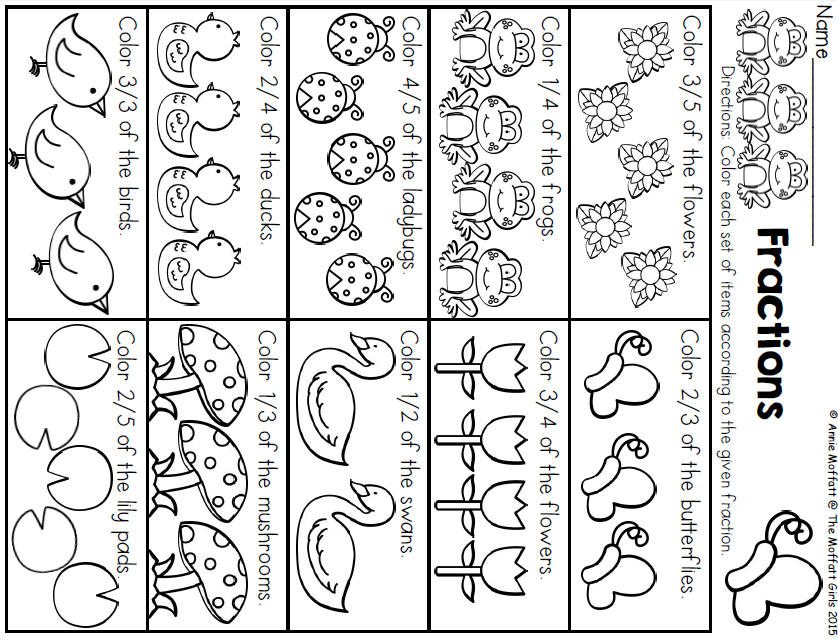 © Annie Moffatt @ The Moffatt Girls 2015
Name
Fractions
Directions: Color each set of items according to the given fraction.
Color 3/5 of the flowers.
Color 2/3 of the butterflies.
Color 1/4 of the frogs.
Color 3/4 of the flowers.
Color 4/5 of the ladybugs.
Color 1/2 of the swans.
Color 2/4 of the ducks.
Color 1/3 of the mushrooms.
Color 3/3 of the birds.
Color 2/5 of the lily pads.